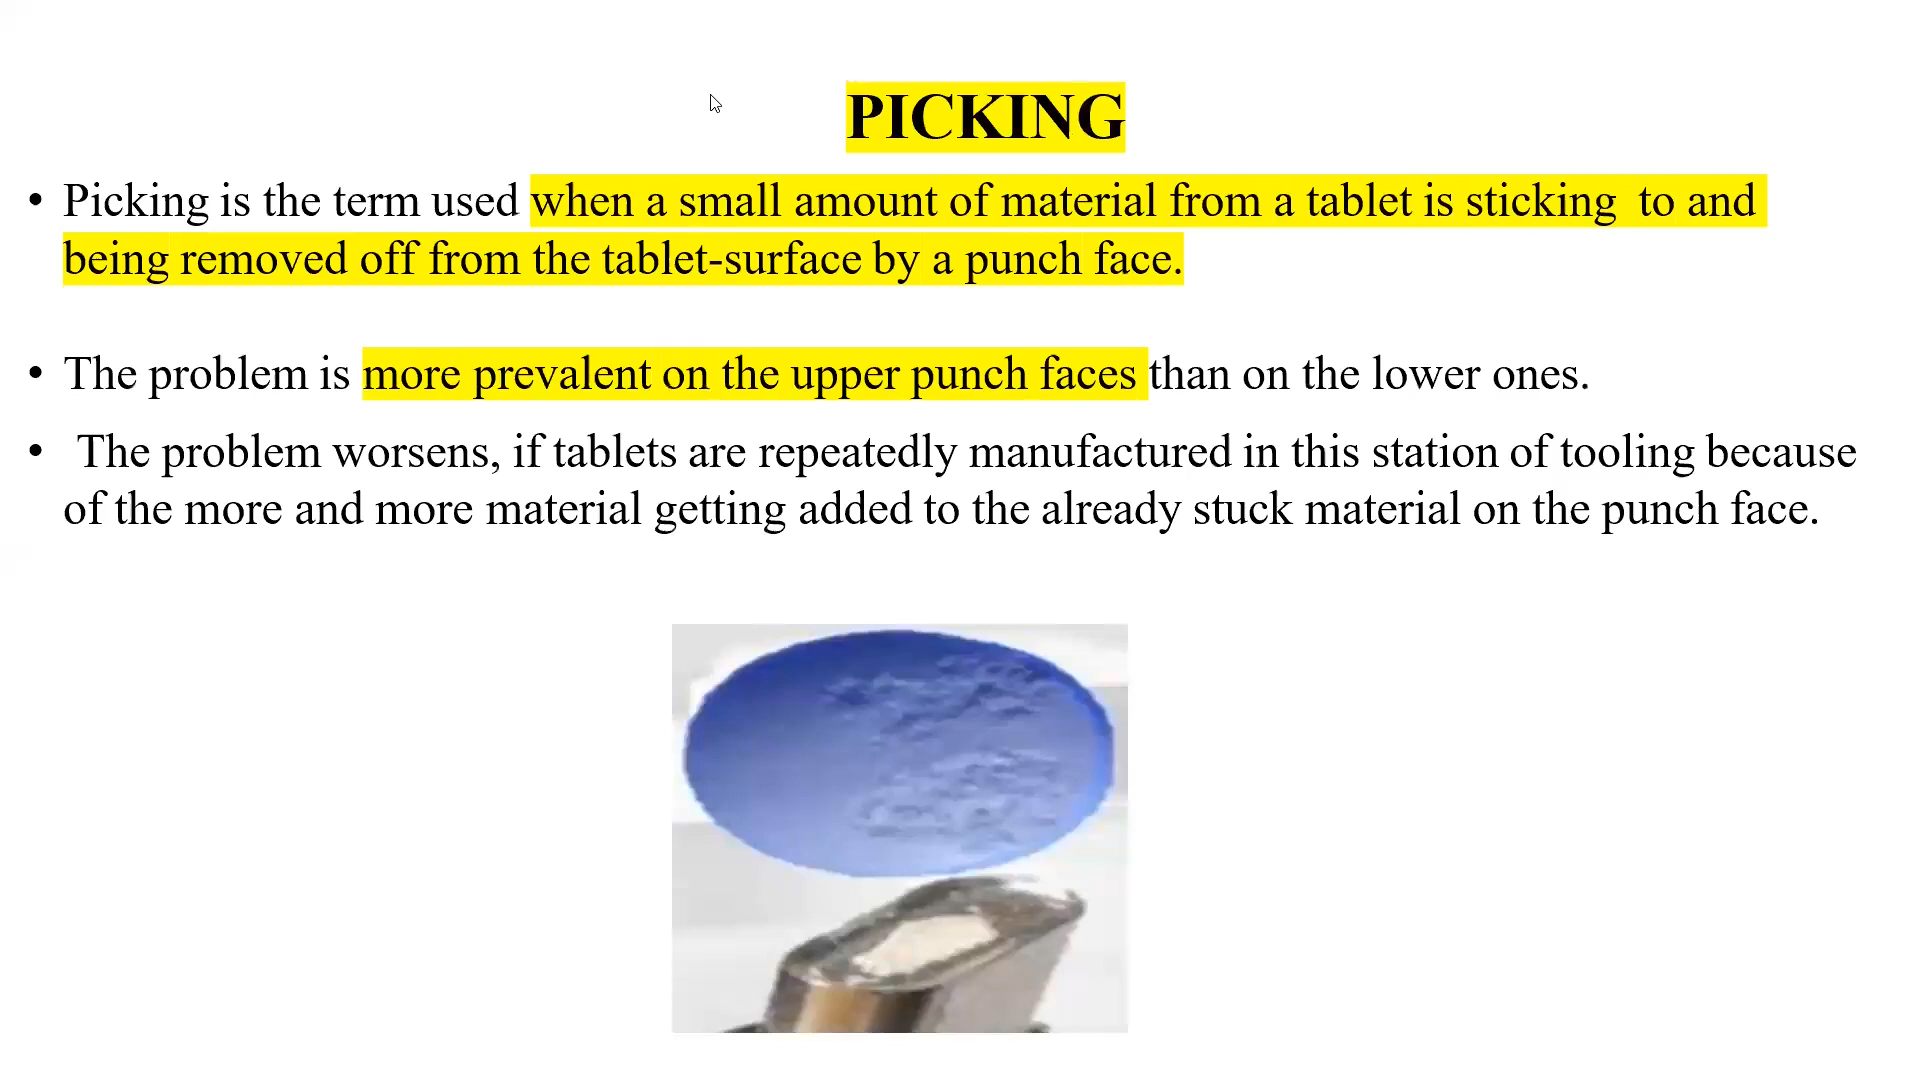 PICKING
• Picking is the term used when a small amount of material from a tablet is sticking to and
being removed off from the tablet-surface by a punch face.
• The problem is more prevalent on the upper punch faces than on the lower ones.
• The problem worsens, if tablets are repeatedly manufactured in this station of tooling because
of the more and more material getting added to the already stuck material on the punch face.